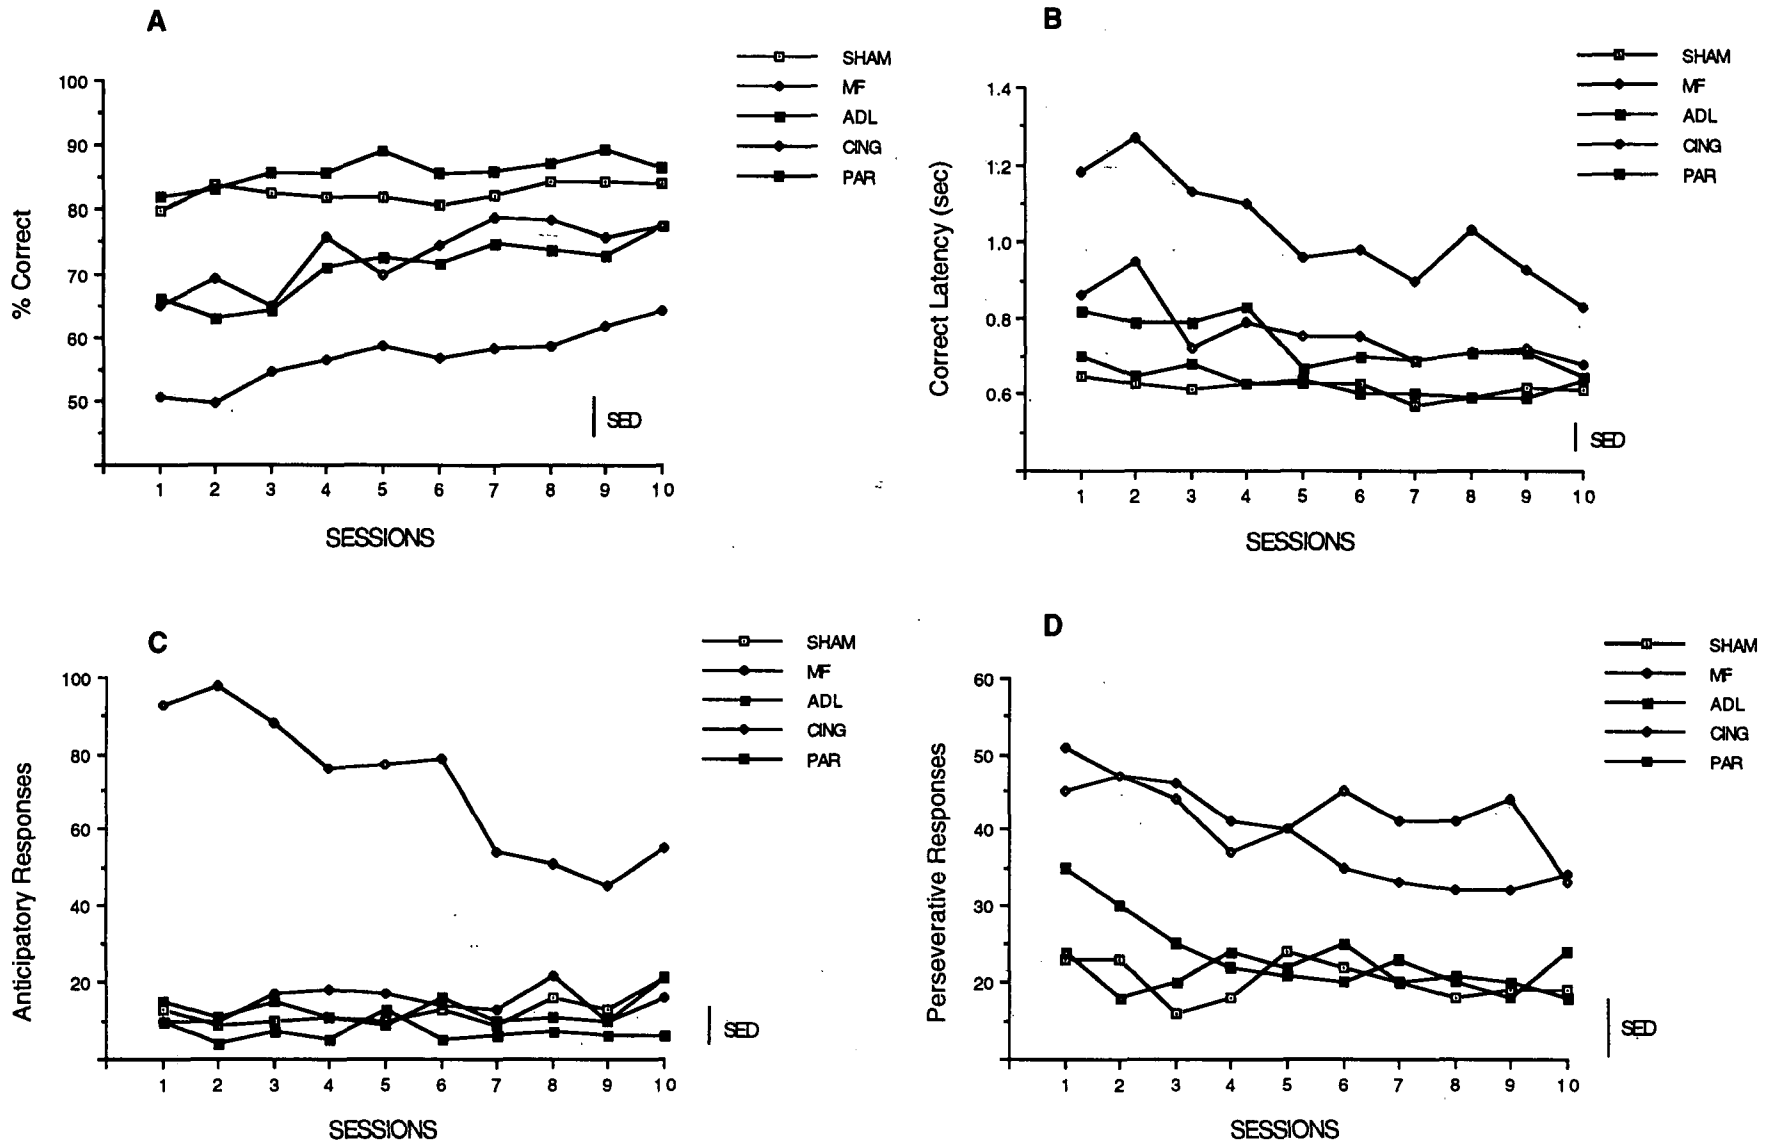 A
SHAM
MF
ADL
CING
PAR
% Correct
100
90
80
70
60
50
SED
1 2 3 4 5 6 7 8 9 10
SESSIONS
B
SHAM
MF
ADL
CING
PAR
Correct Latency (sec)
1.4
1.2
1.0
0.8
0.6
SED
1 2 3 4 5 6 7 8 9 10
SESSIONS
C
SHAM
MF
ADL
CING
PAR
Anticipatory Responses
100
80
60
40
20
SED
1 2 3 4 5 6 7 8 9 10
SESSIONS
D
SHAM
MF
ADL
CING
PAR
Perseverative Responses
60
50
40
30
20
SED
1 2 3 4 5 6 7 8 9 10
SESSIONS